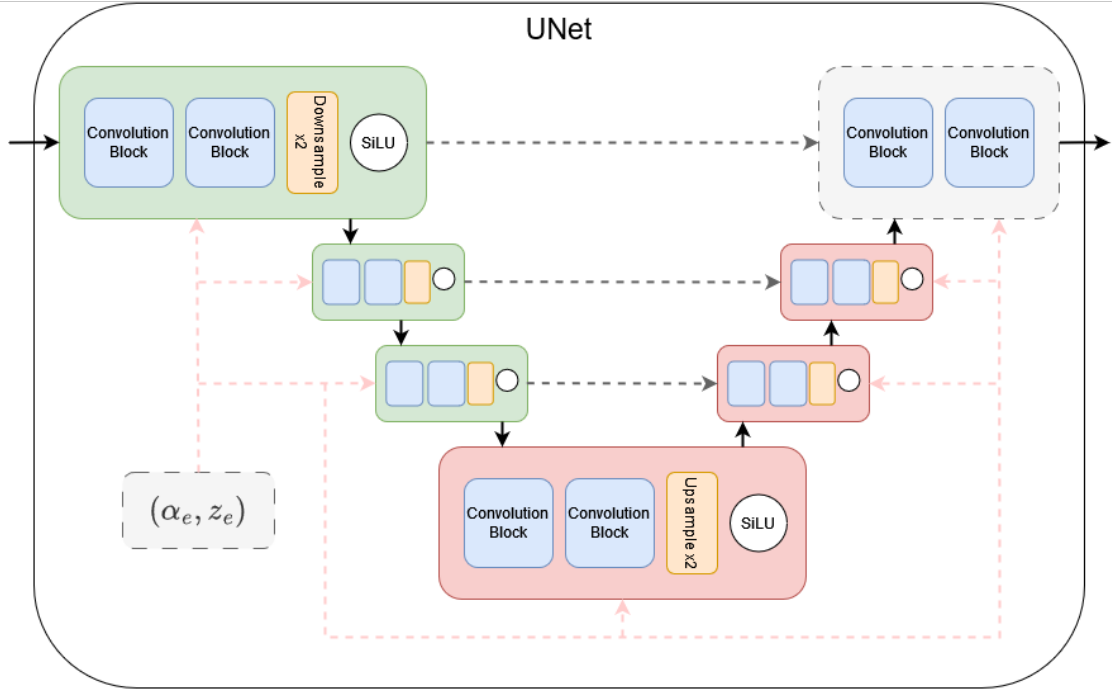 UNet
Convolution
Block
Convolution
Block
Downsample
x2
SiLU
Convolution
Block
Convolution
Block
(αₑ, zₑ)
Convolution
Block
Convolution
Block
Upsample x2
SiLU